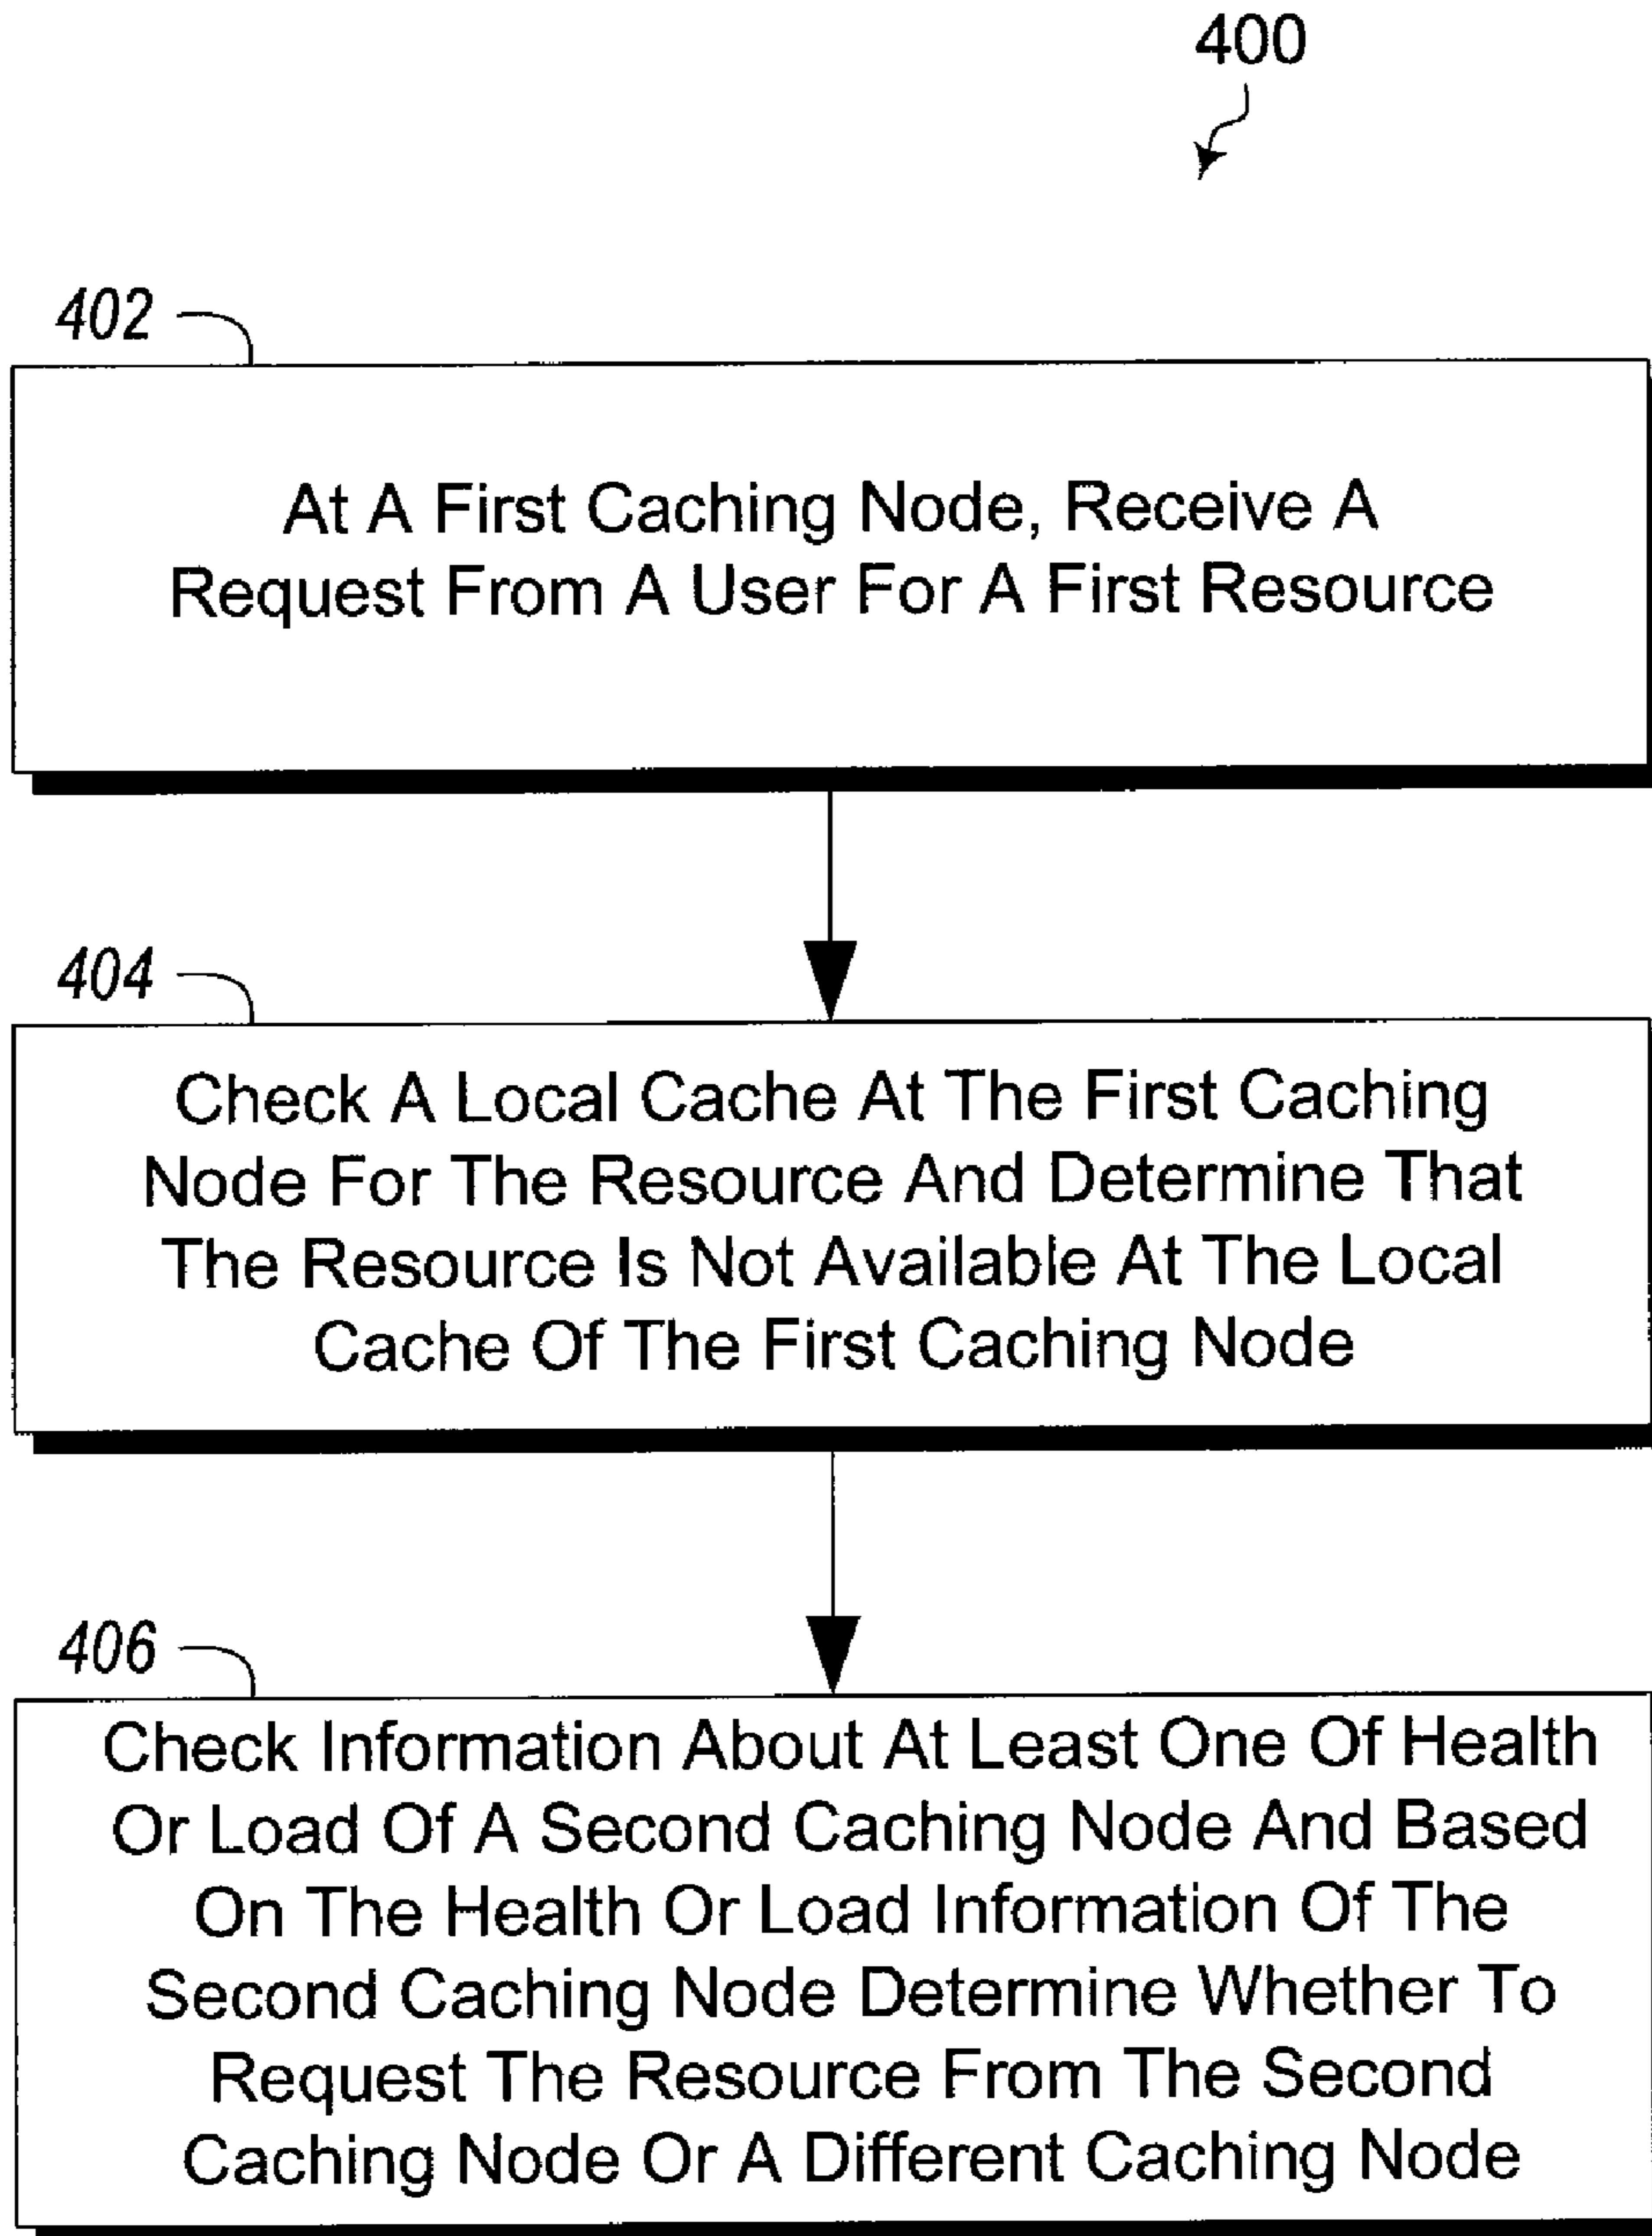 400
402
At A First Caching Node, Receive A
Request From A User For A First Resource
404
Check A Local Cache At The First Caching
Node For The Resource And Determine That
The Resource Is Not Available At The Local
Cache Of The First Caching Node
406
Check Information About At Least One Of Health
Or Load Of A Second Caching Node And Based
On The Health Or Load Information Of The
Second Caching Node Determine Whether To
Request The Resource From The Second
Caching Node Or A Different Caching Node